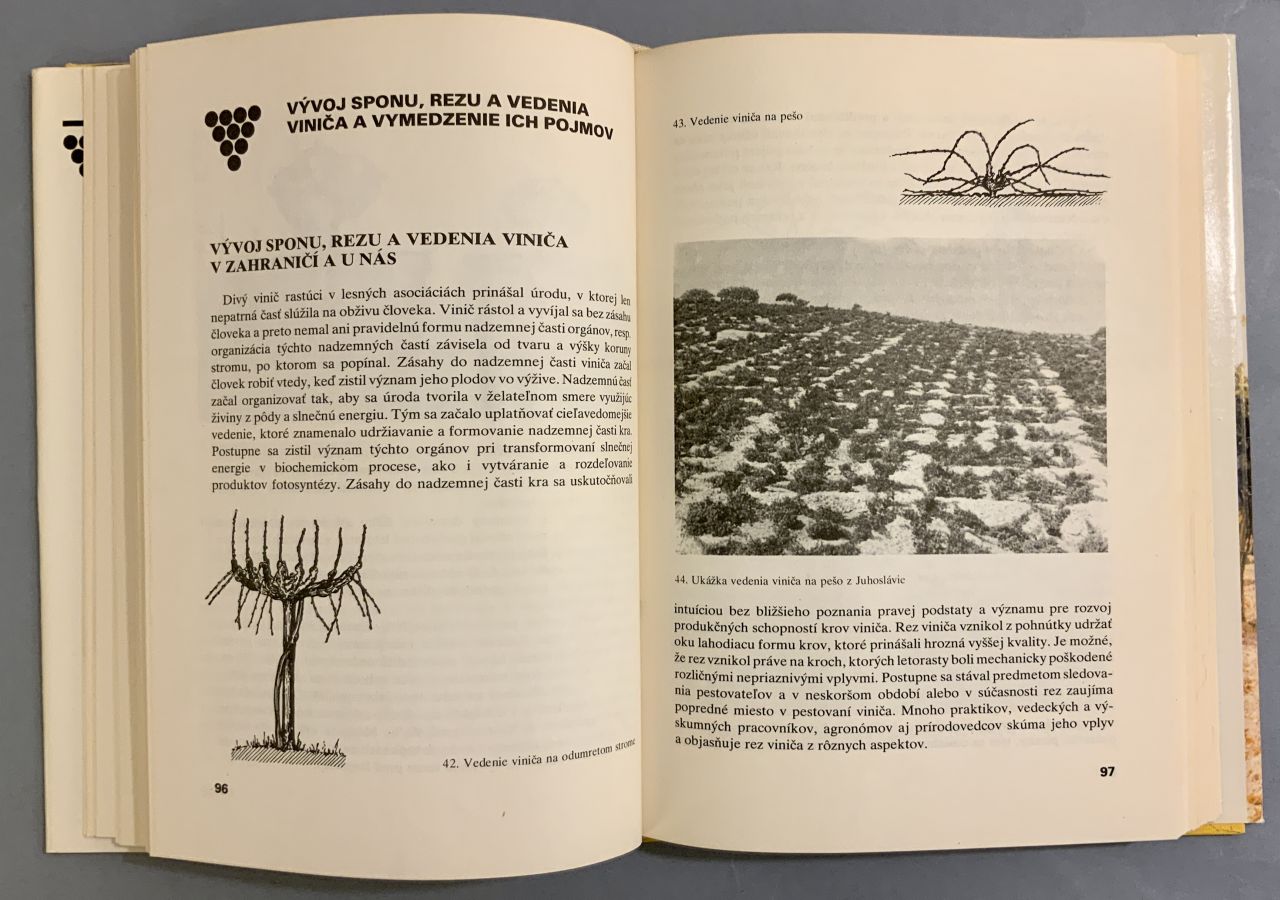 VÝVOJ SPONU, REZU A VEDENIA
VINIČA A VYMEDZENIE ICH POJMOV
VÝVOJ SPONU, REZU A VEDENIA VINIČA
V ZAHRANIČÍ A U NÁS
Divý vinič rastúci v lesných asociáciách prinášal úrodu, v ktorej len
nepatrná časť slúžila na obživu človeka. Vinič rástol a vyvíjal sa bez zásahu
človeka a preto nemal ani pravidelnú formu nadzemnej časti orgánov, resp.
organizácia týchto nadzemných častí závisela od tvaru a výšky koruny
stromu, po ktorom sa popínal. Zásahy do nadzemnej časti viniča začal
človek robiť vtedy, keď zistil význam jeho plodov vo výžive. Nadzemnú časť
začal organizovať tak, aby sa úroda tvorila v želateľnom smere využijúc
živiny z pôdy a slnečnú energiu. Tým sa začalo uplatňovať cieľavedomejšie
vedenie, ktoré znamenalo udržiavanie a formovanie nadzemnej časti kra.
Postupne sa zistil význam týchto orgánov pri transformovaní slnečnej
energie v biochemickom procese, ako i vytváranie a rozdeľovanie
produktov fotosyntézy. Zásahy do nadzemnej časti kra sa uskutočňovali
42. Vedenie viniča na odumretom strome
96
43. Vedenie viniča na pešo
44. Ukážka vedenia viniča na pešo z Juhoslávie
intuíciou bez bližšieho poznania pravej podstaty a významu pre rozvoj
produkčných schopností krov viniča. Rez viniča vznikol z pohnútky udržať
oku lahodiacu formu krov, ktoré prinášali hrozná vyššej kvality. Je možné,
že rez vznikol práve na kroch, ktorých letorasty boli mechanicky poškodené
rozličnými nepriaznivými vplyvmi. Postupne sa stával predmetom sledova-
nia pestovateľov a v neskoršom období alebo v súčasnosti rez zaujíma
popredné miesto v pestovaní viniča. Mnoho praktikov, vedeckých a vý-
skumných pracovníkov, agronómov aj prírodovedcov skúma jeho vplyv
a objasňuje rez viniča z rôznych aspektov.
97